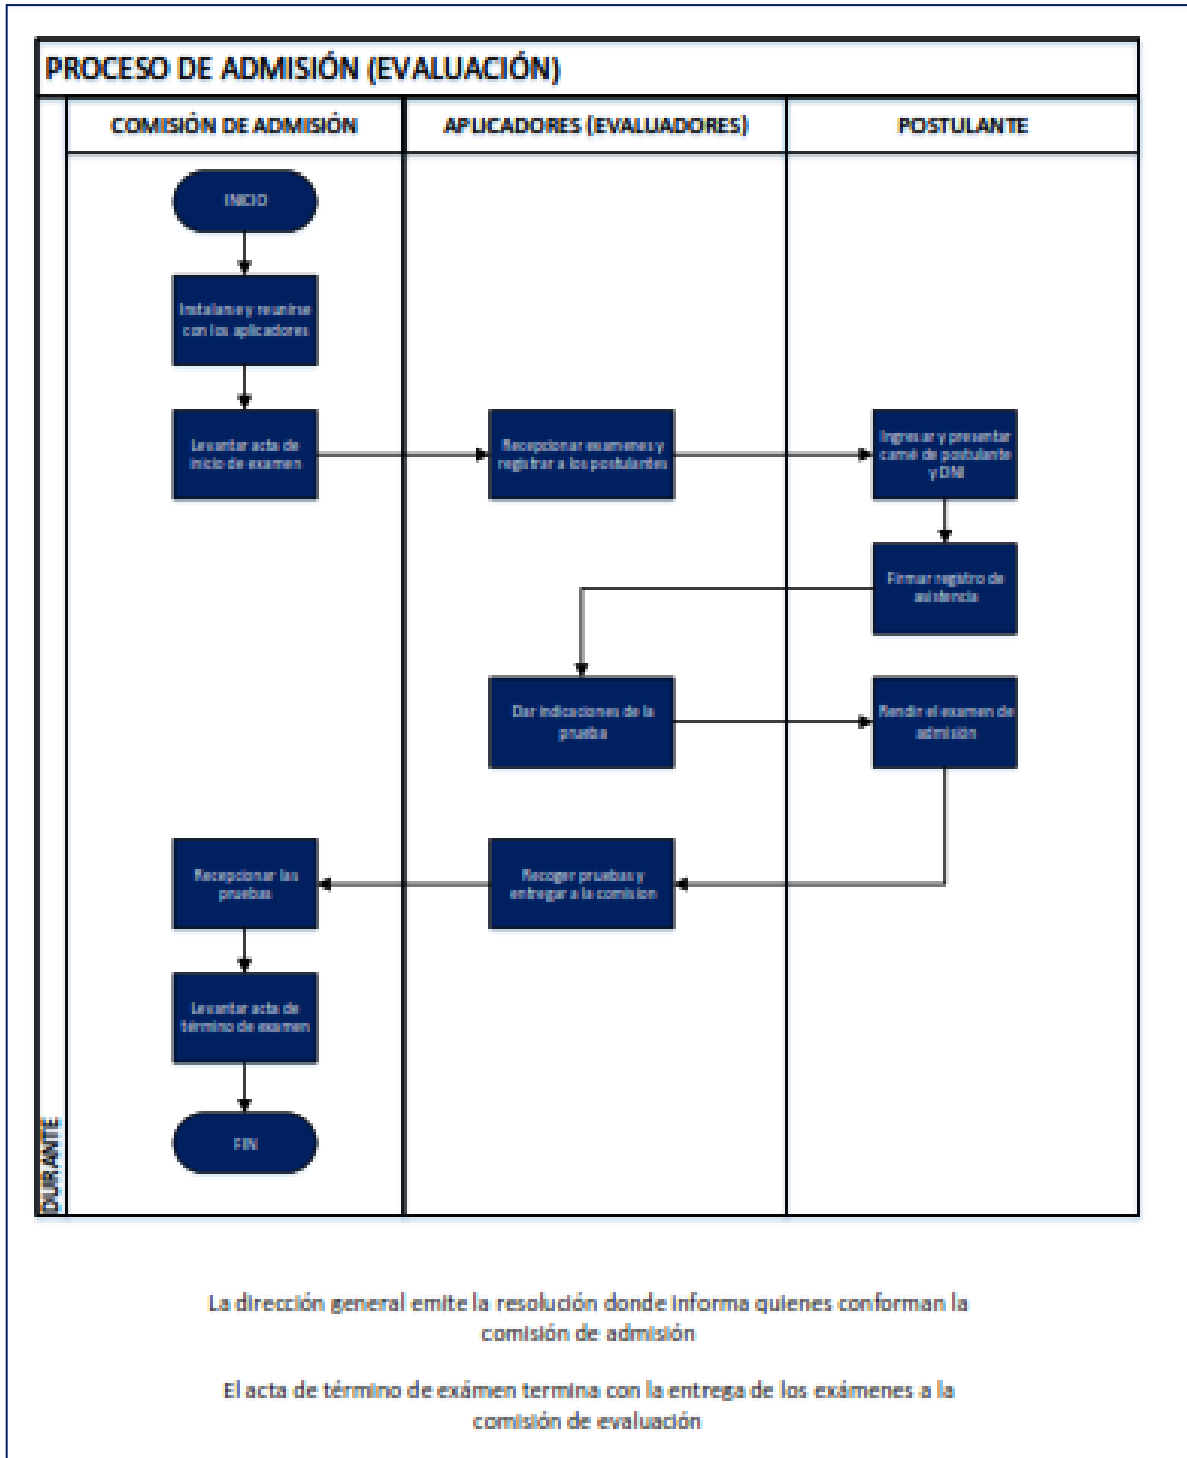 PROCESO DE ADMISIÓN (EVALUACIÓN)
COMISIÓN DE ADMISIÓN
APLICADORES (EVALUADORES)
POSTULANTE
INICIO
Instalarse y reunirse
con los aplicadores
Levantar acta de
inicio de examen
Recepcionar examenes y
registrar a los postulantes
Ingresar y presentar
carné de postulante
y DNI
Firmar registro de
asistencia
Dar indicaciones de la
prueba
Rendir el examen de
admisión
Recepcionar las
pruebas
Recoger pruebas y
entregar a la comision
Levantar acta de
término de examen
FIN
DURANTE
La dirección general emite la resolución donde informa quienes conforman la
comisión de admisión
El acta de término de exámen termina con la entrega de los exámenes a la
comisión de evaluación